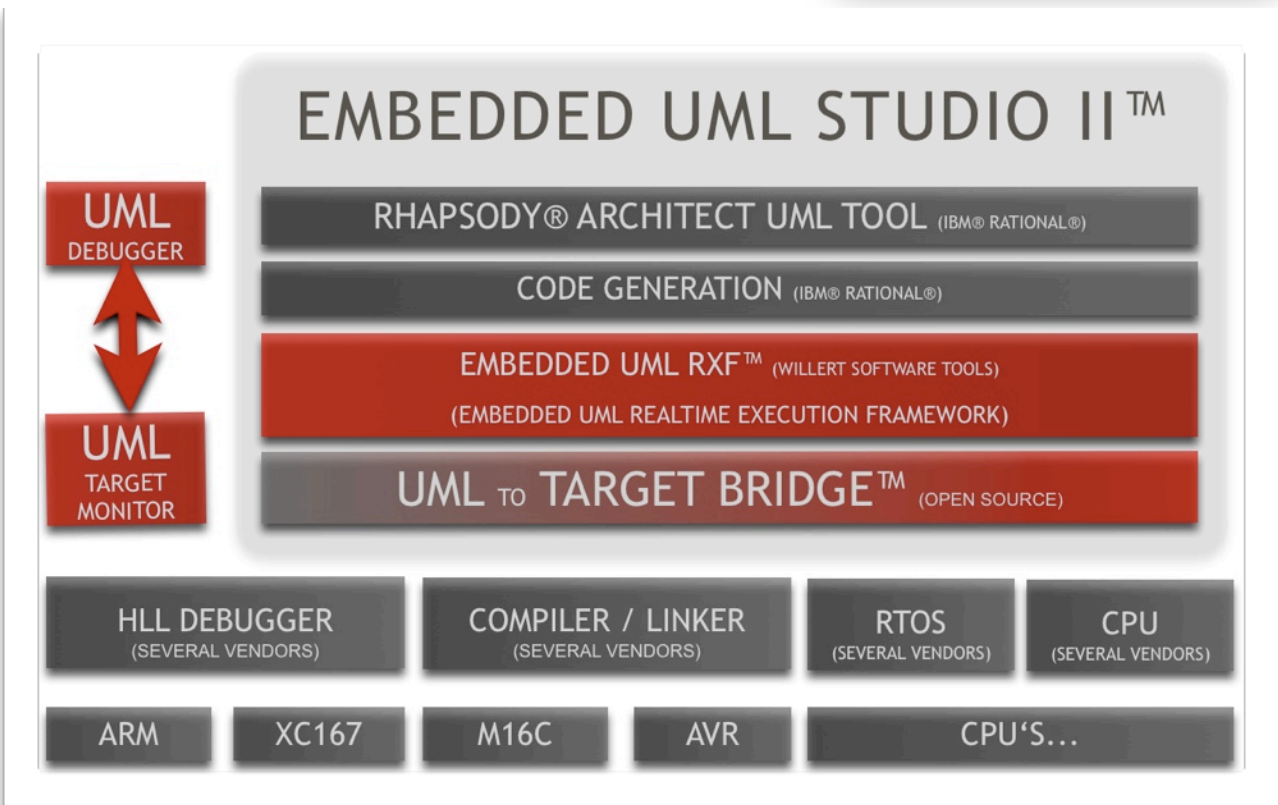 EMBEDDED UML STUDIO II™
UML
DEBUGGER
RHAPSODY® ARCHITECT UML TOOL (IBM® RATIONAL®)
CODE GENERATION (IBM® RATIONAL®)
EMBEDDED UML RXF™ (WILLERT SOFTWARE TOOLS)
(EMBEDDED UML REALTIME EXECUTION FRAMEWORK)
UML
TARGET
MONITOR
UML TO TARGET BRIDGE™ (OPEN SOURCE)
HLL DEBUGGER
(SEVERAL VENDORS)
COMPILER / LINKER
(SEVERAL VENDORS)
RTOS
(SEVERAL VENDORS)
CPU
(SEVERAL VENDORS)
ARM
XC167
M16C
AVR
CPU‘S...